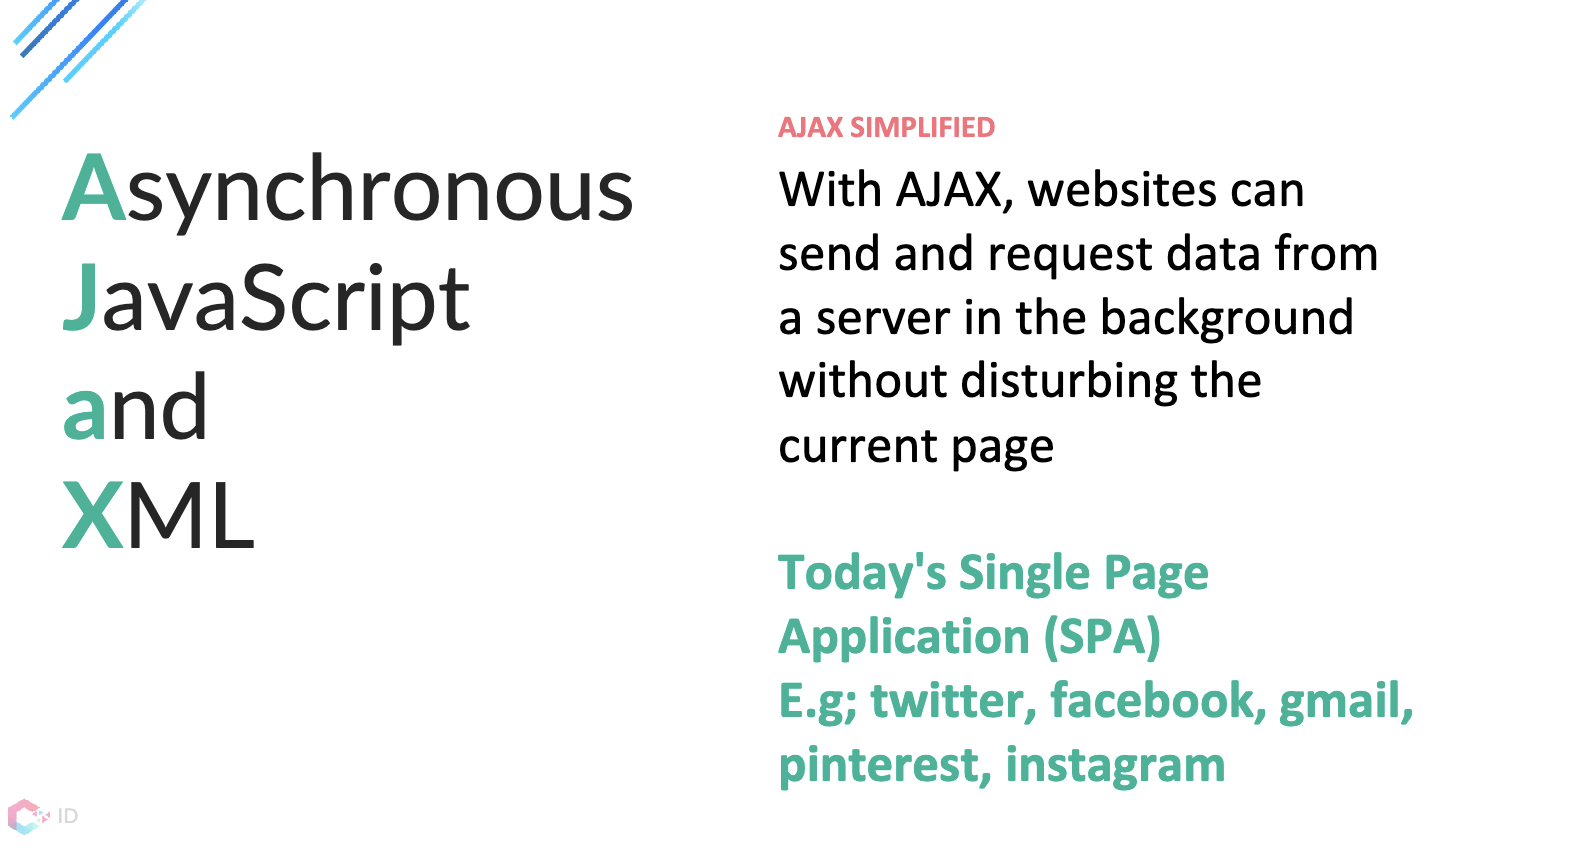 Asynchronous
JavaScript
and
XML
AJAX SIMPLIFIED
With AJAX, websites can
send and request data from
a server in the background
without disturbing the
current page
Today's Single Page
Application (SPA)
E.g; twitter, facebook, gmail,
pinterest, instagram
ID